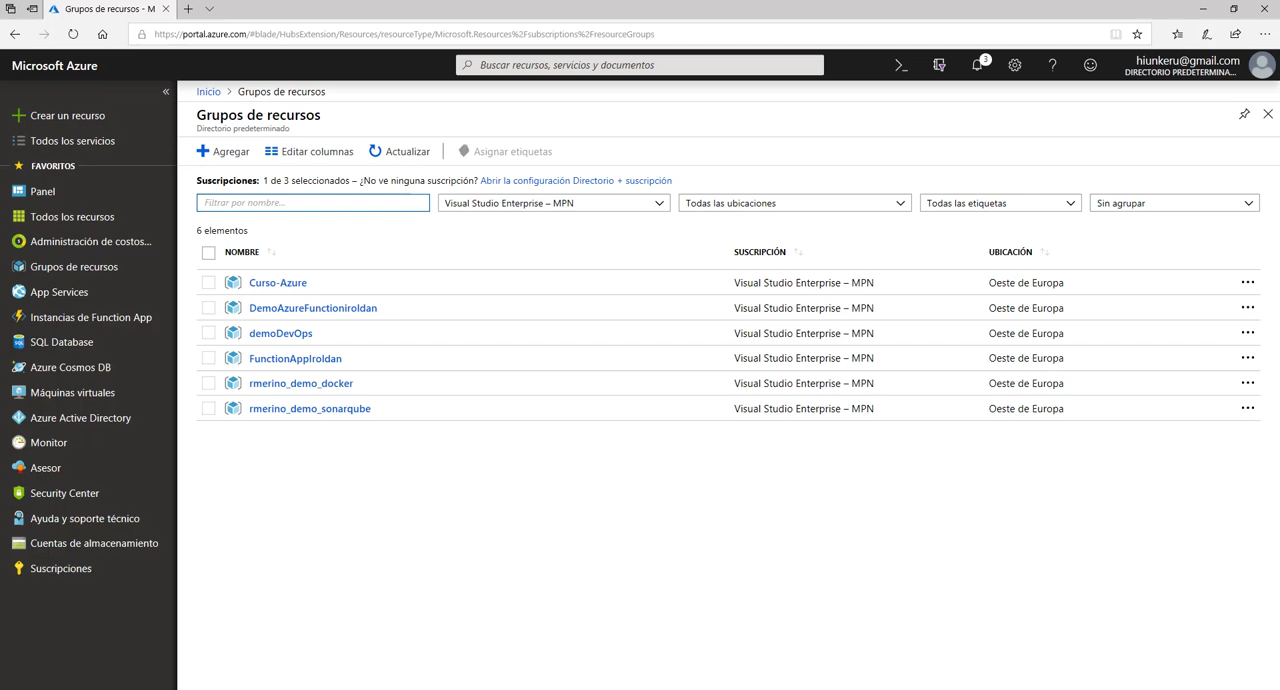 Grupos de recursos - M
https://portal.azure.com/#blade/HubsExtension/Resources/resourceType/Microsoft.Resources%2Fsubscriptions%2FresourceGroups
Microsoft Azure
Buscar recursos, servicios y documentos
3
hiunkeru@gmail.com
DIRECTORIO PREDETERMINA...
Crear un recurso
Todos los servicios
FAVORITOS
Panel
Todos los recursos
Administración de costos...
Grupos de recursos
App Services
Instancias de Function App
SQL Database
Azure Cosmos DB
Máquinas virtuales
Azure Active Directory
Monitor
Asesor
Security Center
Ayuda y soporte técnico
Cuentas de almacenamiento
Suscripciones
Inicio > Grupos de recursos
Grupos de recursos
Directorio predeterminado
Agregar Editar columnas Actualizar Asignar etiquetas
Suscripciones: 1 de 3 seleccionados – ¿No ve ninguna suscripción? Abrir la configuración Directorio + suscripción
Filtrar por nombre... Visual Studio Enterprise – MPN Todas las ubicaciones Todas las etiquetas Sin agrupar
6 elementos
NOMBRE SUSCRIPCIÓN UBICACIÓN
Curso-Azure Visual Studio Enterprise – MPN Oeste de Europa
DemoAzureFunctioniroldan Visual Studio Enterprise – MPN Oeste de Europa
demoDevOps Visual Studio Enterprise – MPN Oeste de Europa
FunctionAppIroldan Visual Studio Enterprise – MPN Oeste de Europa
rmerino_demo_docker Visual Studio Enterprise – MPN Oeste de Europa
rmerino_demo_sonarqube Visual Studio Enterprise – MPN Oeste de Europa